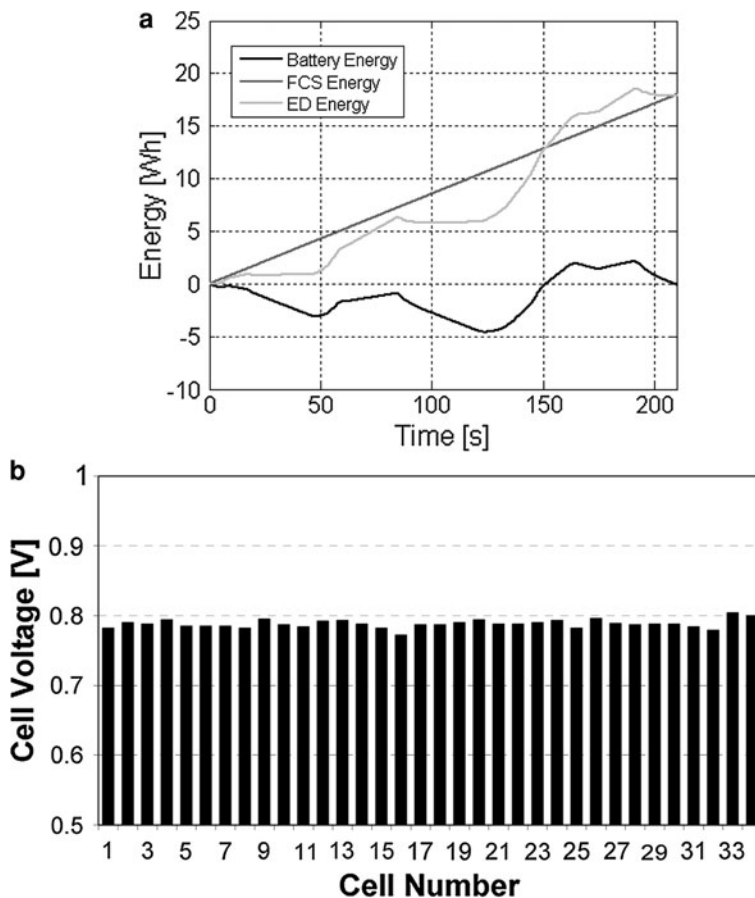 a
Battery Energy
FCS Energy
ED Energy
Energy [Wh]
25
20
15
10
5
0
-5
-10
0 50 100 150 200
Time [s]
b
Cell Voltage [V]
1
0.9
0.8
0.7
0.6
0.5
1 3 5 7 9 11 13 15 17 19 21 23 25 27 29 31 33
Cell Number